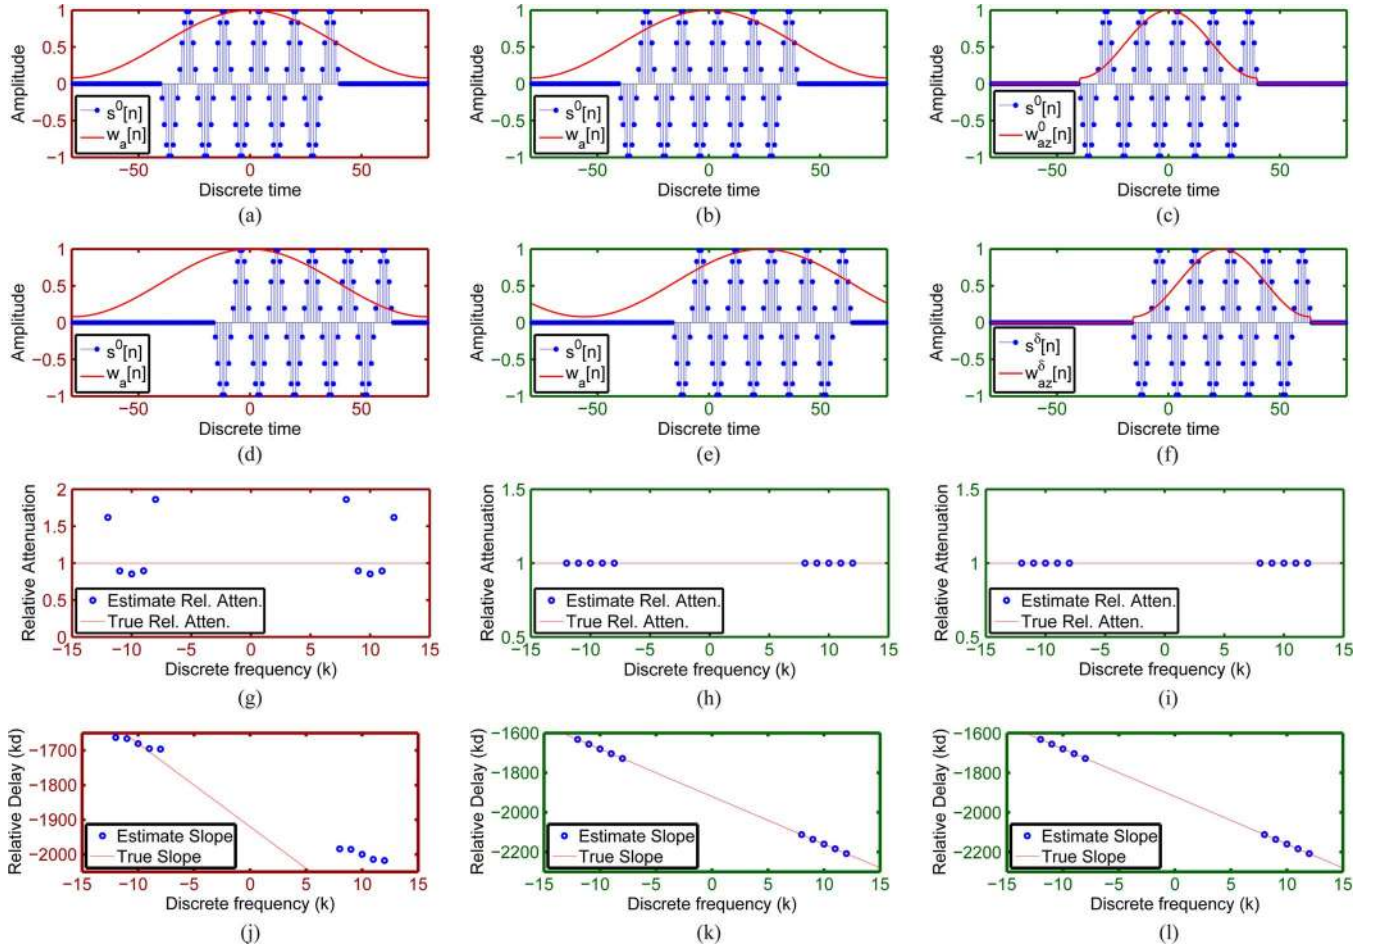 Amplitude
1
0.5
0
−0.5
−1
s⁰[n]
wₐ[n]
−50
0
50
Discrete time
(a)
Amplitude
1
0.5
0
−0.5
−1
s⁰[n]
wₐ[n]
−50
0
50
Discrete time
(b)
Amplitude
1
0.5
0
−0.5
−1
s⁰[n]
w⁰_az[n]
−50
0
50
Discrete time
(c)
Amplitude
1
0.5
0
−0.5
−1
s⁰[n]
wₐ[n]
−50
0
50
Discrete time
(d)
Amplitude
1
0.5
0
−0.5
−1
s⁰[n]
wₐ[n]
−50
0
50
Discrete time
(e)
Amplitude
1
0.5
0
−0.5
−1
s^δ[n]
w^δ_az[n]
−50
0
50
Discrete time
(f)
Relative Attenuation
2
1.5
1
0.5
0
Estimate Rel. Atten.
True Rel. Atten.
−15 −10 −5 0 5 10 15
Discrete frequency (k)
(g)
Relative Attenuation
1.5
1
0.5
Estimate Rel. Atten.
True Rel. Atten.
−15 −10 −5 0 5 10 15
Discrete frequency (k)
(h)
Relative Attenuation
1.5
1
0.5
Estimate Rel. Atten.
True Rel. Atten.
−15 −10 −5 0 5 10 15
Discrete frequency (k)
(i)
Relative Delay (kd)
−1700
−1800
−1900
−2000
Estimate Slope
True Slope
−15 −10 −5 0 5 10 15
Discrete frequency (k)
(j)
Relative Delay (kd)
−1600
−1800
−2000
−2200
Estimate Slope
True Slope
−15 −10 −5 0 5 10 15
Discrete frequency (k)
(k)
Relative Delay (kd)
−1600
−1800
−2000
−2200
Estimate Slope
True Slope
−15 −10 −5 0 5 10 15
Discrete frequency (k)
(l)